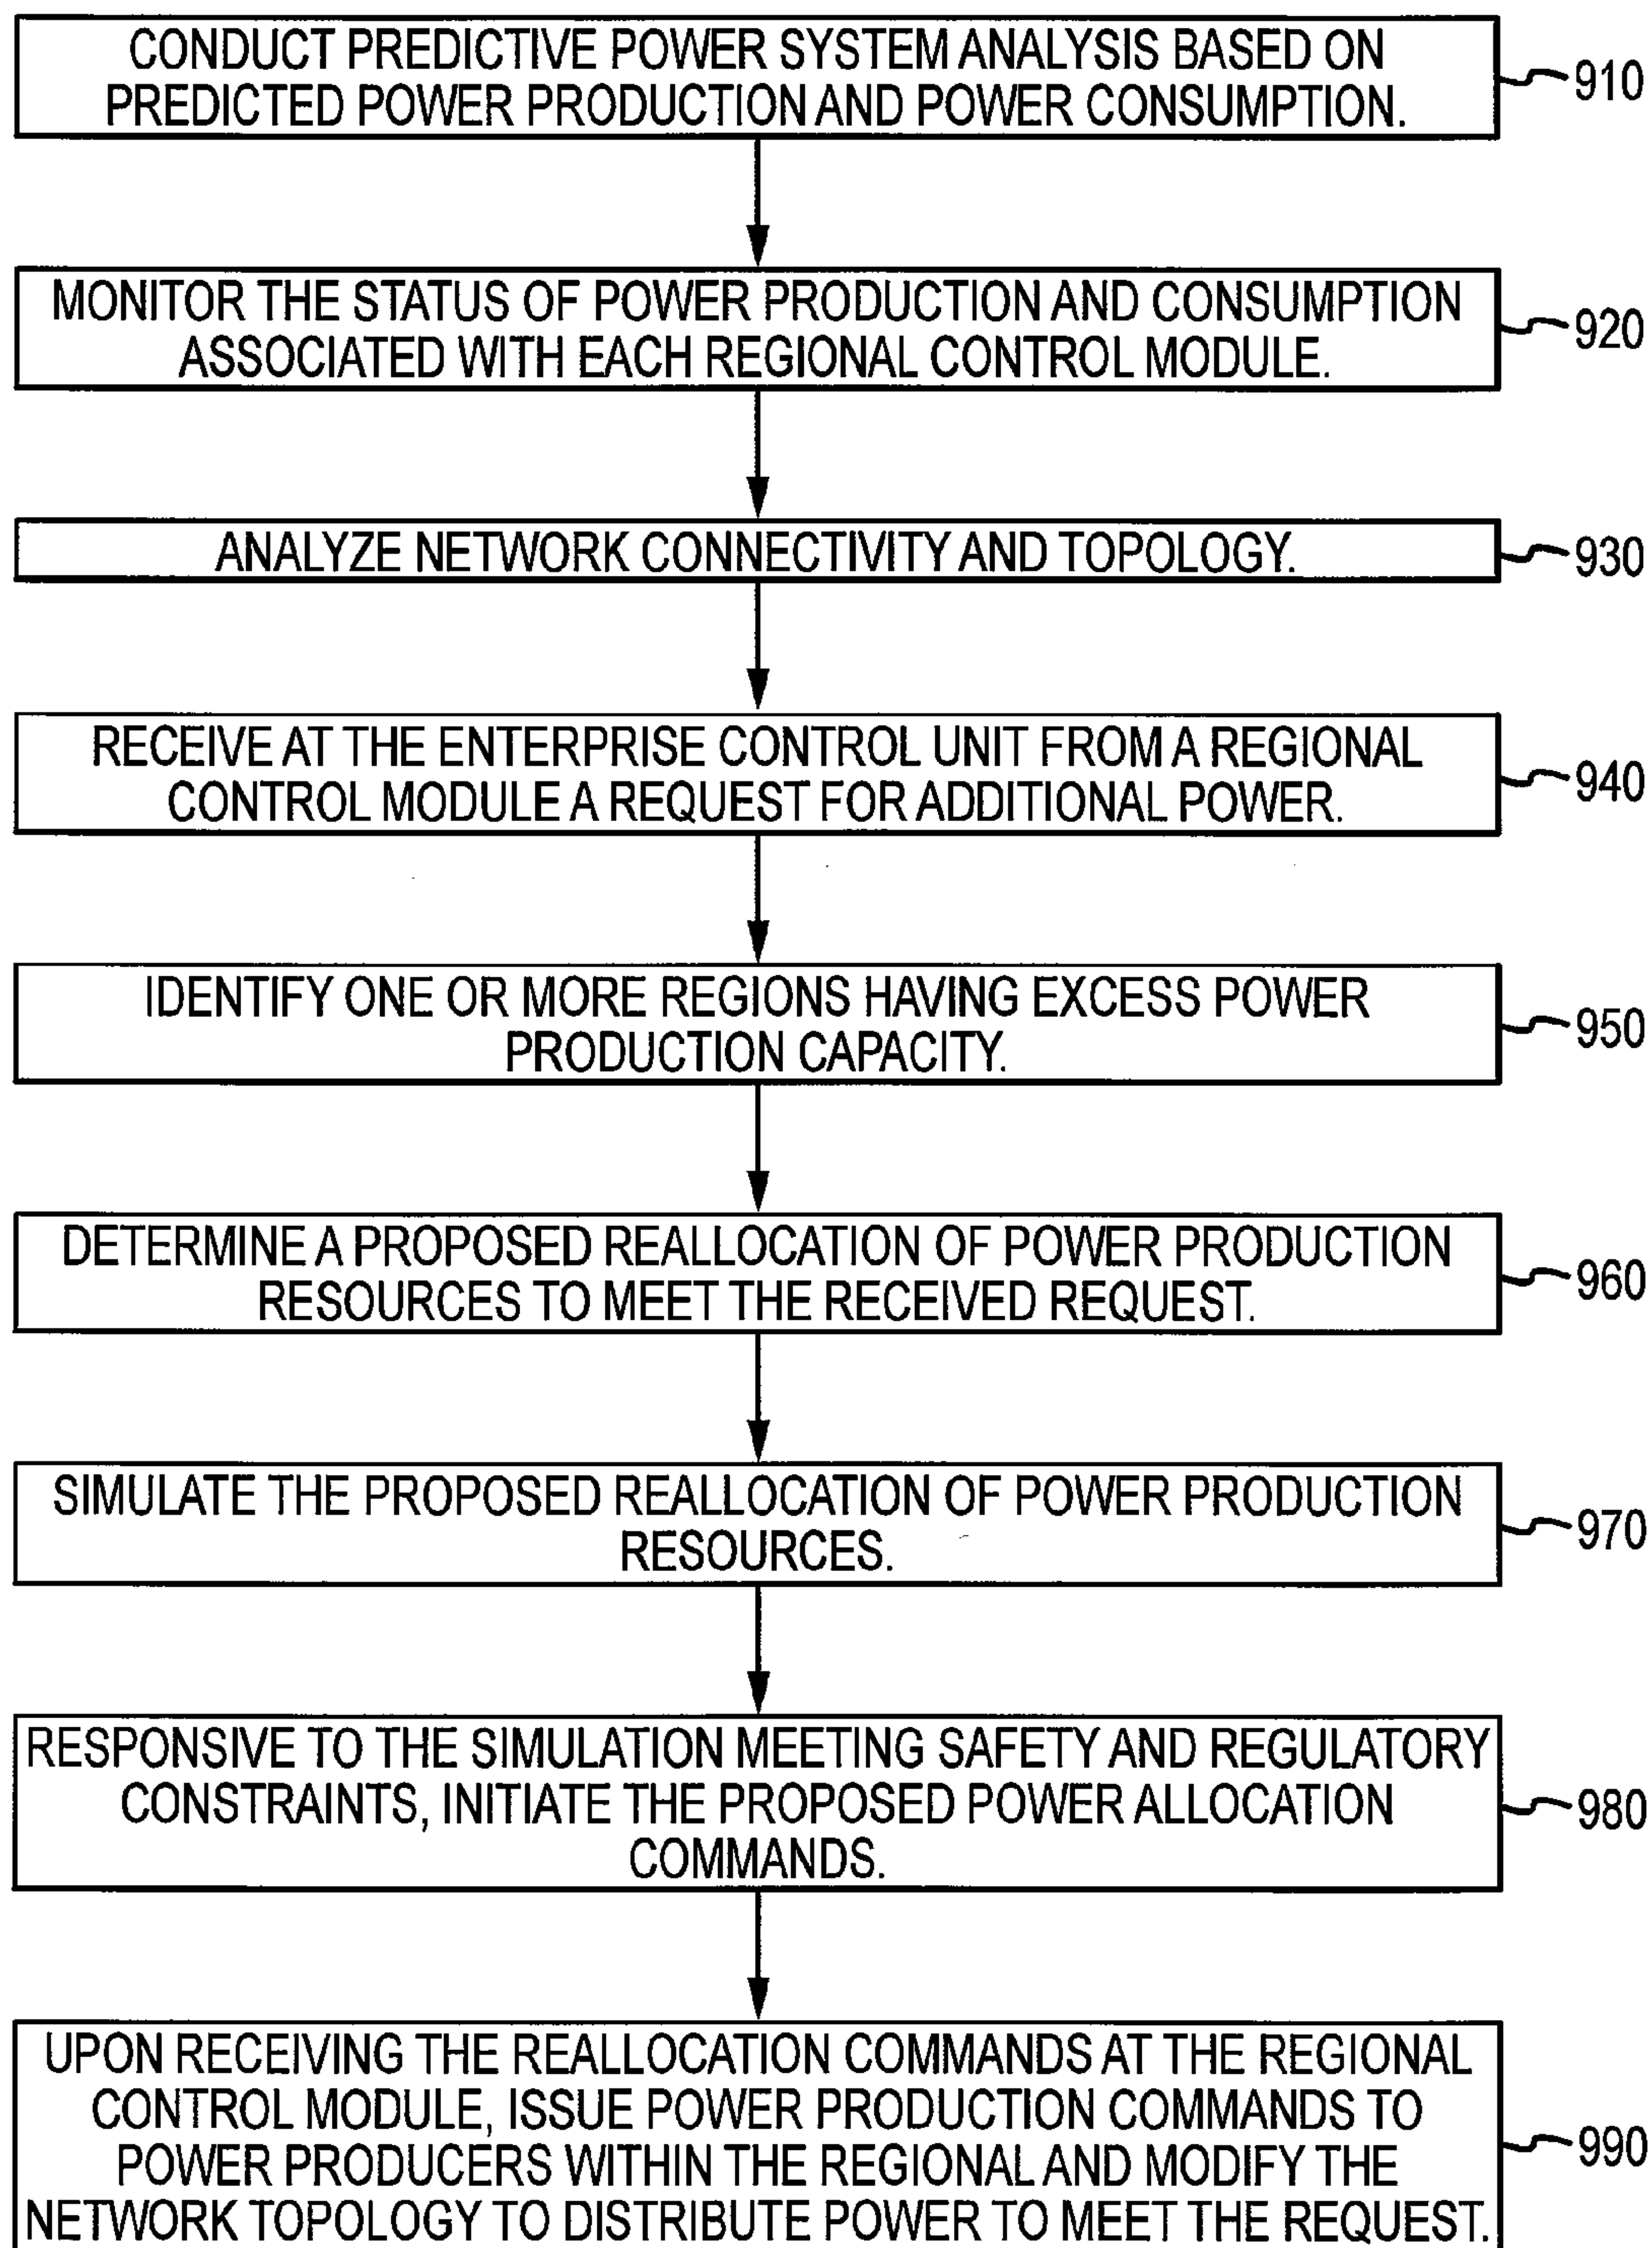 CONDUCT PREDICTIVE POWER SYSTEM ANALYSIS BASED ON
PREDICTED POWER PRODUCTION AND POWER CONSUMPTION.
910
MONITOR THE STATUS OF POWER PRODUCTION AND CONSUMPTION
ASSOCIATED WITH EACH REGIONAL CONTROL MODULE.
920
ANALYZE NETWORK CONNECTIVITY AND TOPOLOGY.
930
RECEIVE AT THE ENTERPRISE CONTROL UNIT FROM A REGIONAL
CONTROL MODULE A REQUEST FOR ADDITIONAL POWER.
940
IDENTIFY ONE OR MORE REGIONS HAVING EXCESS POWER
PRODUCTION CAPACITY.
950
DETERMINE A PROPOSED REALLOCATION OF POWER PRODUCTION
RESOURCES TO MEET THE RECEIVED REQUEST.
960
SIMULATE THE PROPOSED REALLOCATION OF POWER PRODUCTION
RESOURCES.
970
RESPONSIVE TO THE SIMULATION MEETING SAFETY AND REGULATORY
CONSTRAINTS, INITIATE THE PROPOSED POWER ALLOCATION
COMMANDS.
980
UPON RECEIVING THE REALLOCATION COMMANDS AT THE REGIONAL
CONTROL MODULE, ISSUE POWER PRODUCTION COMMANDS TO
POWER PRODUCERS WITHIN THE REGIONAL AND MODIFY THE
NETWORK TOPOLOGY TO DISTRIBUTE POWER TO MEET THE REQUEST.
990